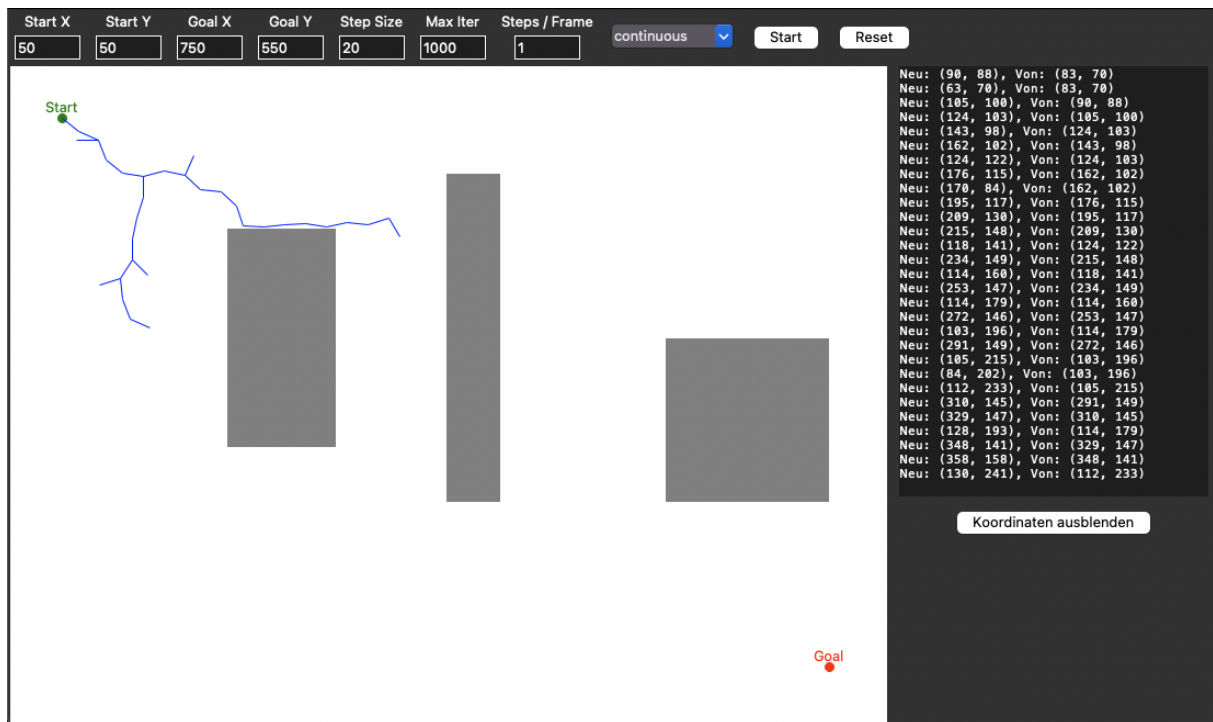 Start X Start Y Goal X Goal Y Step Size Max Iter Steps / Frame
50 50 750 550 20 1000 1 continuous Start Reset
Start
Goal
Neu: (90, 88), Von: (83, 70)
Neu: (63, 70), Von: (83, 70)
Neu: (105, 100), Von: (90, 88)
Neu: (124, 103), Von: (105, 100)
Neu: (143, 98), Von: (124, 103)
Neu: (162, 102), Von: (143, 98)
Neu: (124, 122), Von: (124, 103)
Neu: (176, 115), Von: (162, 102)
Neu: (170, 84), Von: (162, 102)
Neu: (195, 117), Von: (176, 115)
Neu: (209, 130), Von: (195, 117)
Neu: (215, 148), Von: (209, 130)
Neu: (118, 141), Von: (124, 122)
Neu: (234, 149), Von: (215, 148)
Neu: (114, 160), Von: (118, 141)
Neu: (253, 147), Von: (234, 149)
Neu: (114, 179), Von: (114, 160)
Neu: (272, 146), Von: (253, 147)
Neu: (103, 196), Von: (114, 179)
Neu: (291, 149), Von: (272, 146)
Neu: (105, 215), Von: (103, 196)
Neu: (84, 202), Von: (103, 196)
Neu: (112, 233), Von: (105, 215)
Neu: (310, 145), Von: (291, 149)
Neu: (329, 147), Von: (310, 145)
Neu: (128, 193), Von: (114, 179)
Neu: (348, 141), Von: (329, 147)
Neu: (358, 158), Von: (348, 141)
Neu: (130, 241), Von: (112, 233)
Koordinaten ausblenden